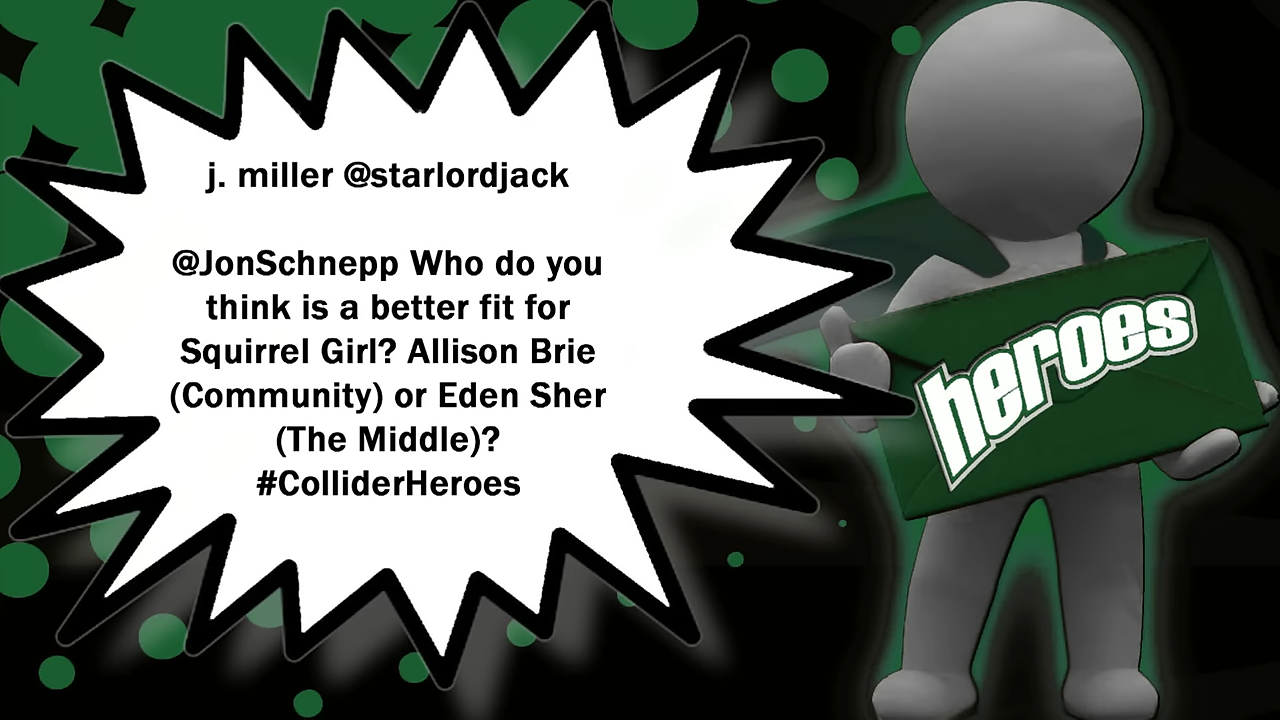 j. miller @starlordjack
@JonSchnepp Who do you
think is a better fit for
Squirrel Girl? Allison Brie
(Community) or Eden Sher
(The Middle)?
#ColliderHeroes
heroes